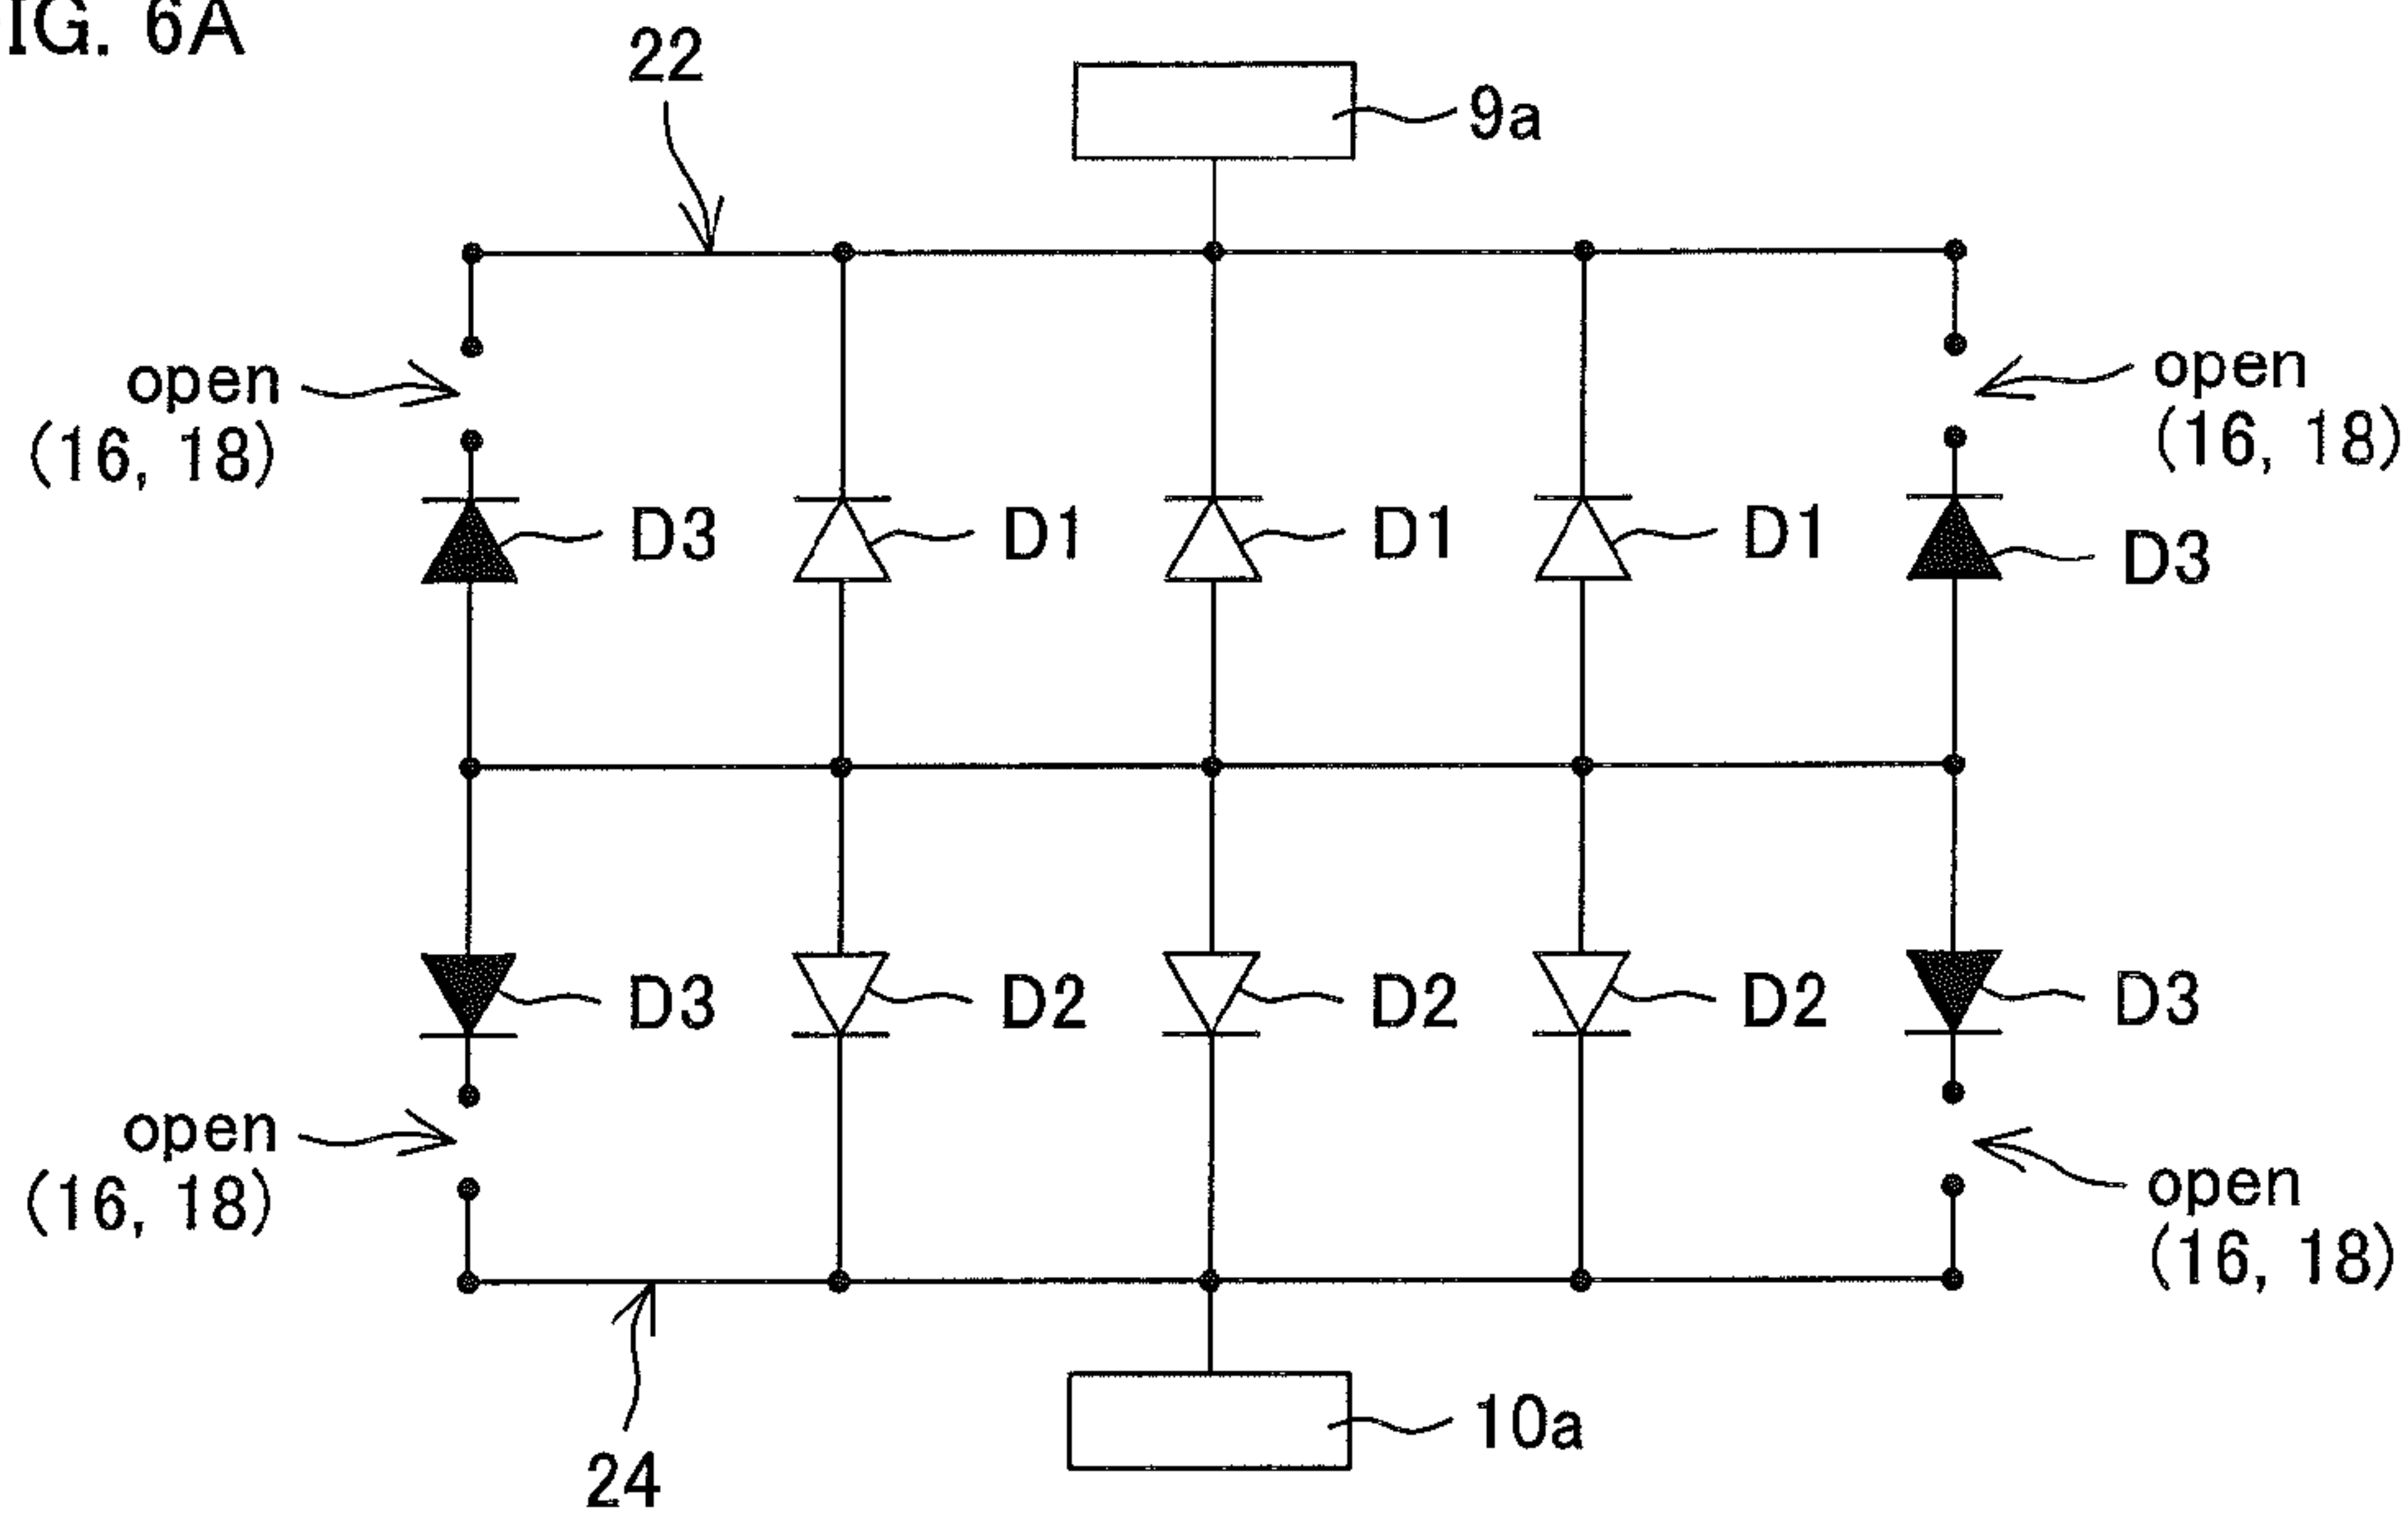 IG. 6A
22
9a
open
(16, 18)
open
(16, 18)
D3
D1
D1
D1
D3
D3
D2
D2
D2
D3
open
(16, 18)
open
(16, 18)
10a
24